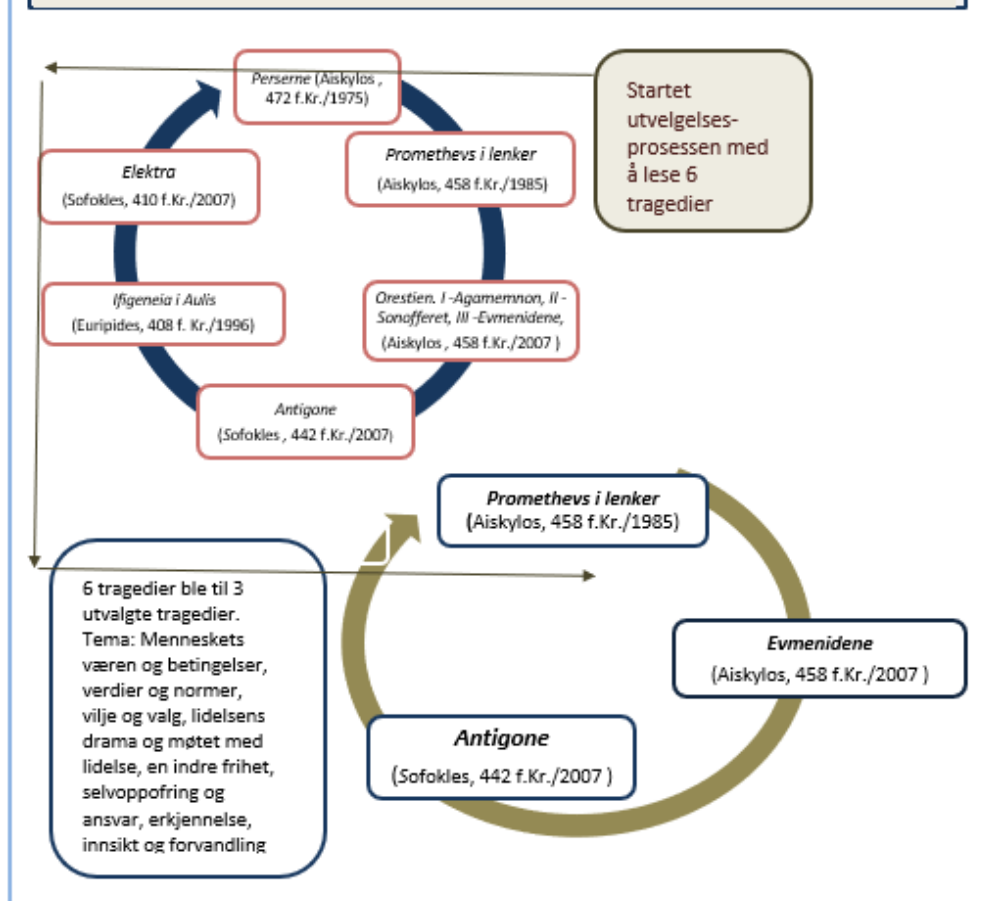 Perserne (Aiskylos ,
472 f.Kr./1975)
Startet
utvelgelses-
prosessen med
å lese 6
tragedier
Promethevs i lenker
(Aiskylos, 458 f.Kr./1985)
Elektra
(Sofokles, 410 f.Kr./2007)
Orestien. I -Agamemnon, II -
Sonofferet, III -Evmenidene,
(Aiskylos , 458 f.Kr./2007 )
Ifigeneia i Aulis
(Euripides, 408 f. Kr./1996)
Antigone
(Sofokles , 442 f.Kr./2007)
Promethevs i lenker
(Aiskylos, 458 f.Kr./1985)
6 tragedier ble til 3
utvalgte tragedier.
Tema: Menneskets
væren og betingelser,
verdier og normer,
vilje og valg, lidelsens
drama og møtet med
lidelse, en indre frihet,
selvoppofring og
ansvar, erkjennelse,
innsikt og forvandling
Evmenidene
(Aiskylos, 458 f.Kr./2007 )
Antigone
(Sofokles, 442 f.Kr./2007 )